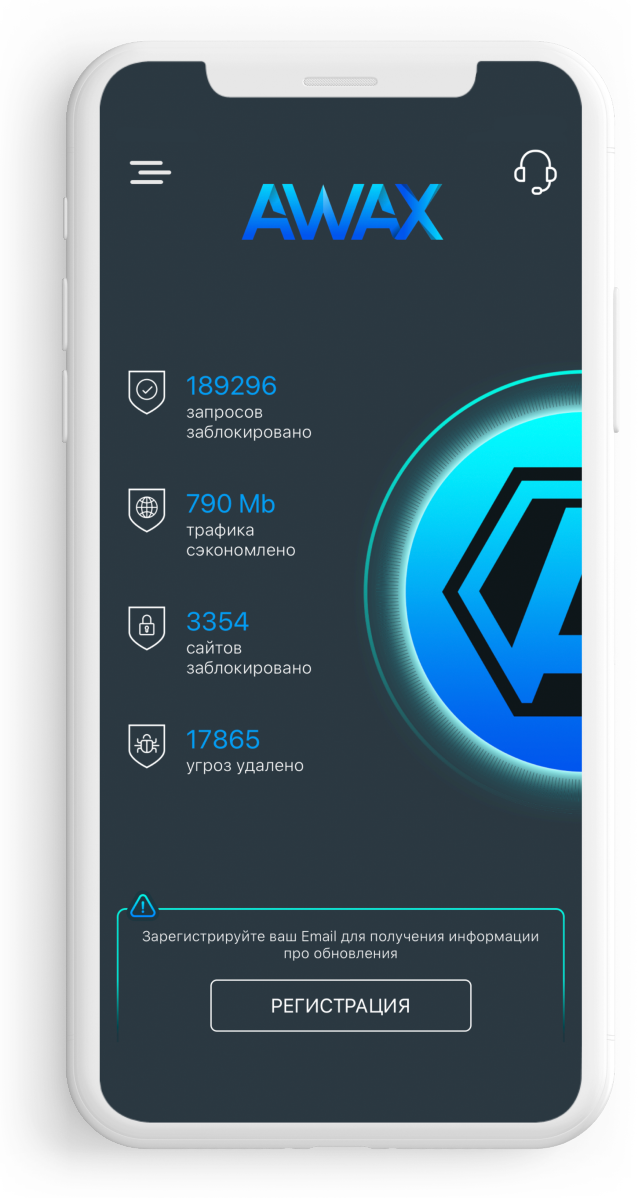 AWAX
189296
запросов
заблокировано
790 Mb
трафика
сэкономлено
3354
сайтов
заблокировано
17865
угроз удалено
Зарегистрируйте ваш Email для получения информации
про обновления
РЕГИСТРАЦИЯ